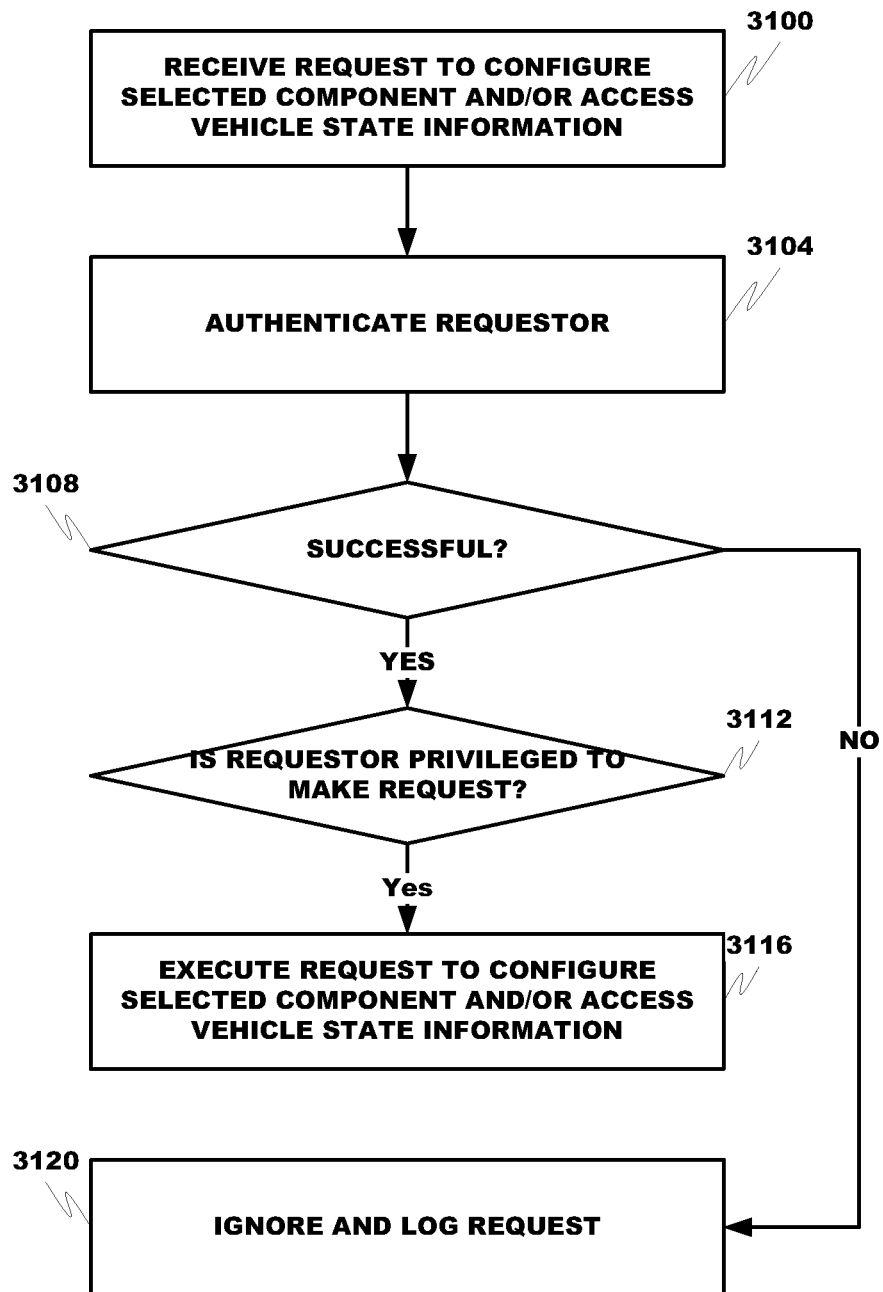 3100
RECEIVE REQUEST TO CONFIGURE
SELECTED COMPONENT AND/OR ACCESS
VEHICLE STATE INFORMATION
3104
AUTHENTICATE REQUESTOR
3108
SUCCESSFUL?
YES
3112
IS REQUESTOR PRIVILEGED TO
MAKE REQUEST?
NO
Yes
3116
EXECUTE REQUEST TO CONFIGURE
SELECTED COMPONENT AND/OR ACCESS
VEHICLE STATE INFORMATION
3120
IGNORE AND LOG REQUEST